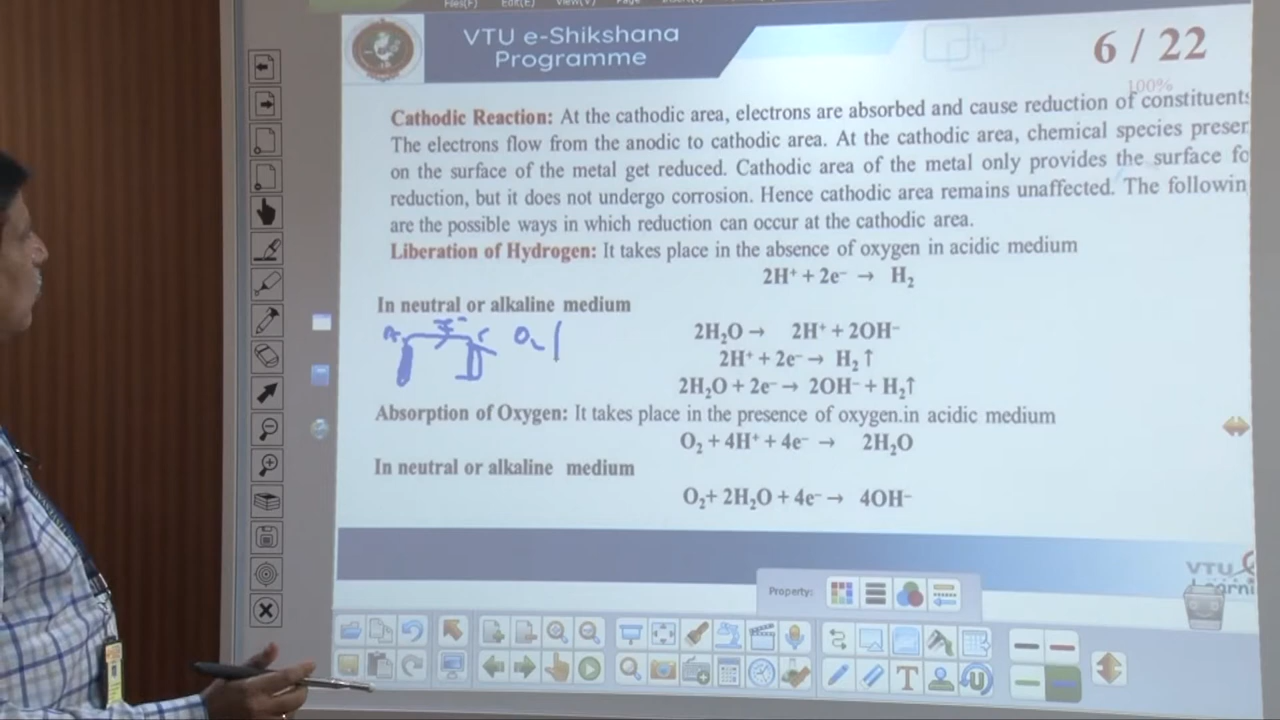 Files(F) Edit(E) View(V) Page
VTU e-Shikshana
Programme
6 / 22
100%
Cathodic Reaction: At the cathodic area, electrons are absorbed and cause reduction of constituents
The electrons flow from the anodic to cathodic area. At the cathodic area, chemical species presen
on the surface of the metal get reduced. Cathodic area of the metal only provides the surface fo
reduction, but it does not undergo corrosion. Hence cathodic area remains unaffected. The followin
are the possible ways in which reduction can occur at the cathodic area.
Liberation of Hydrogen: It takes place in the absence of oxygen in acidic medium
2H⁺ + 2e⁻ → H₂
In neutral or alkaline medium
2H₂O → 2H⁺ + 2OH⁻
A C O₂
2H⁺ + 2e⁻ → H₂ ↑
2H₂O + 2e⁻ → 2OH⁻ + H₂↑
Absorption of Oxygen: It takes place in the presence of oxygen.in acidic medium
O₂ + 4H⁺ + 4e⁻ → 2H₂O
In neutral or alkaline medium
O₂+ 2H₂O + 4e⁻ → 4OH⁻
VTU
Property: